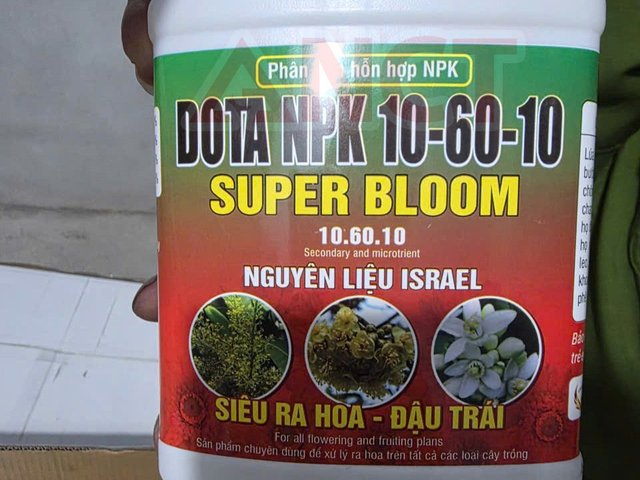 Phân hỗn hợp NPK
DOTA NPK 10-60-10
SUPER BLOOM
10.60.10
Secondary and microtrient
NGUYÊN LIỆU ISRAEL
SIÊU RA HOA - ĐẬU TRÁI
For all flowering and fruiting plans
Sản phẩm chuyên dùng để xử lý ra hoa trên tất cả các loại cây trồng